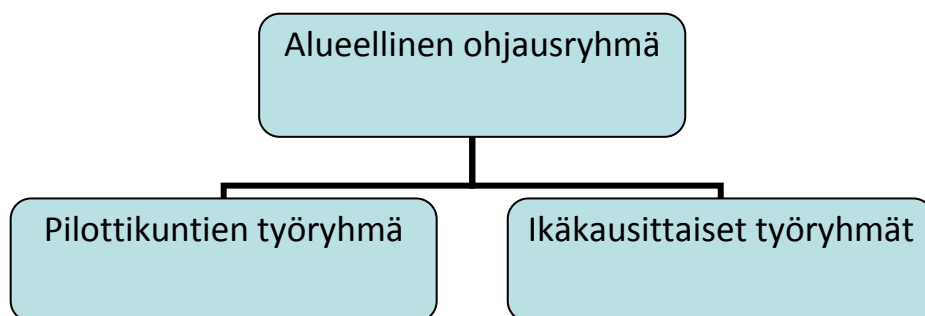 Alueellinen ohjausryhmä
Pilottikuntien työryhmä
Ikäkausittaiset työryhmät